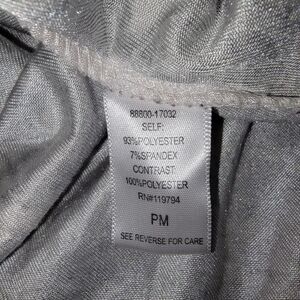 88800-17032
SELF:
93%POLYESTER
7%SPANDEX
CONTRAST
100%POLYESTER
RN#119794
PM
SEE REVERSE FOR CARE